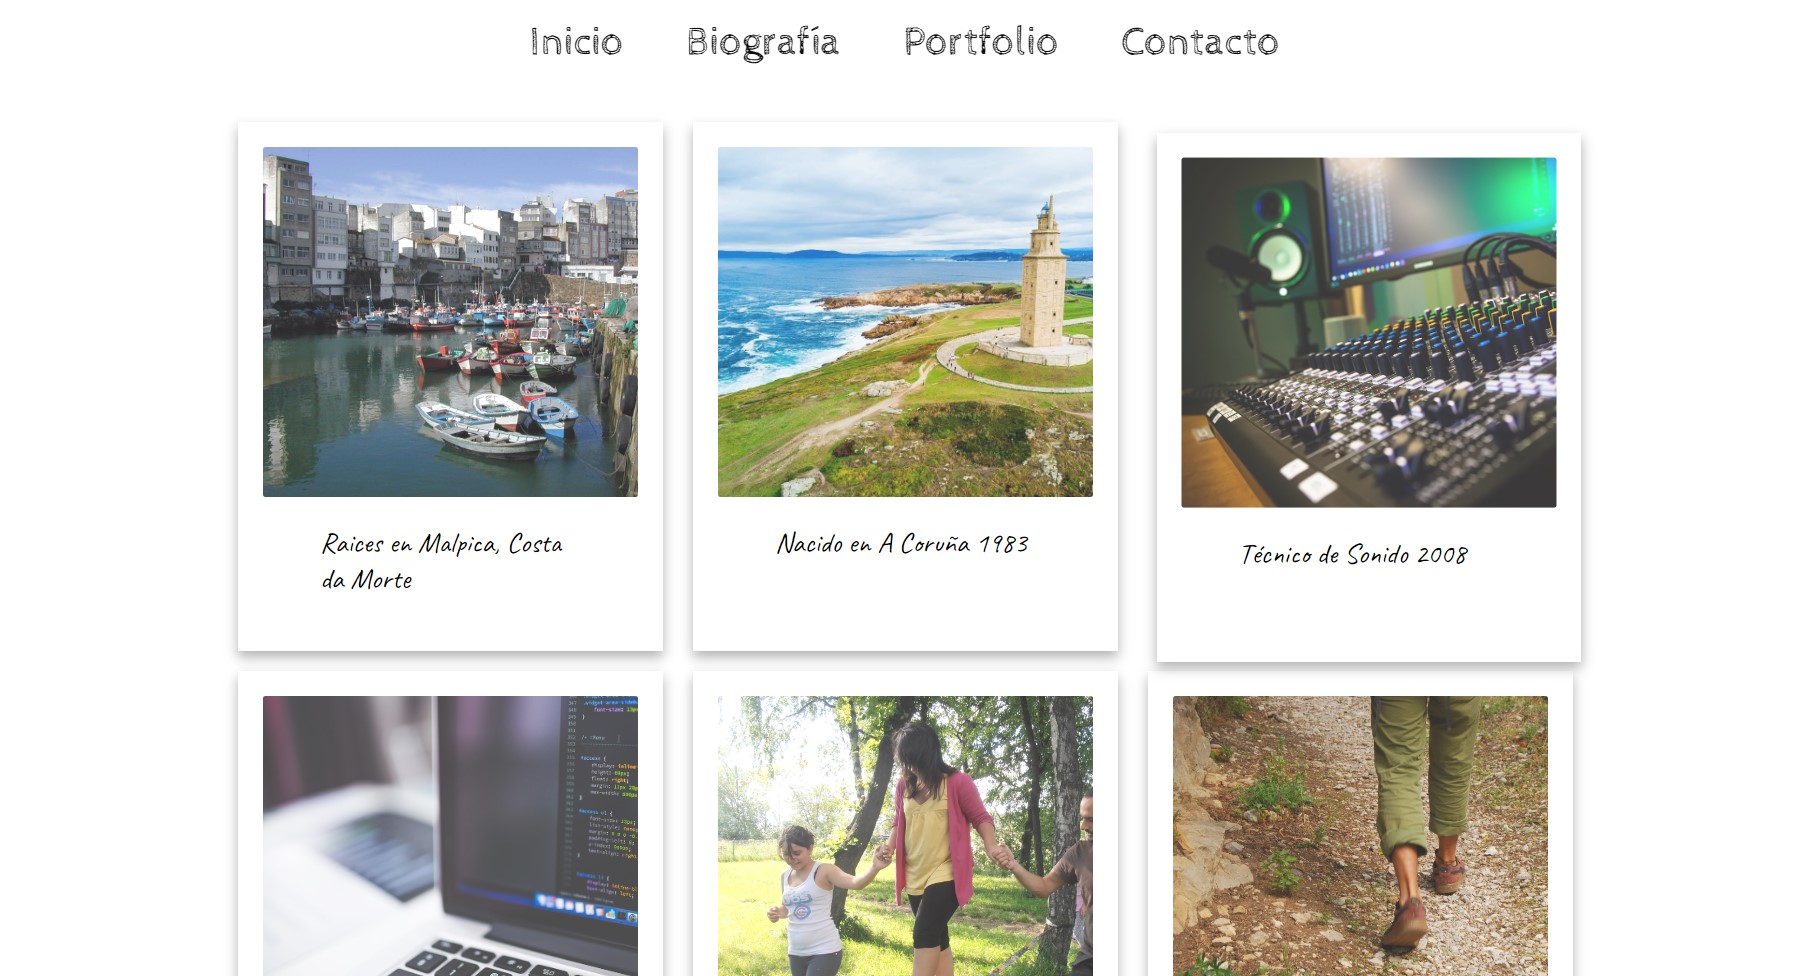 Inicio Biografía Portfolio Contacto
Raices en Malpica, Costa
da Morte
Nacido en A Coruña 1983
Técnico de Sonido 2008